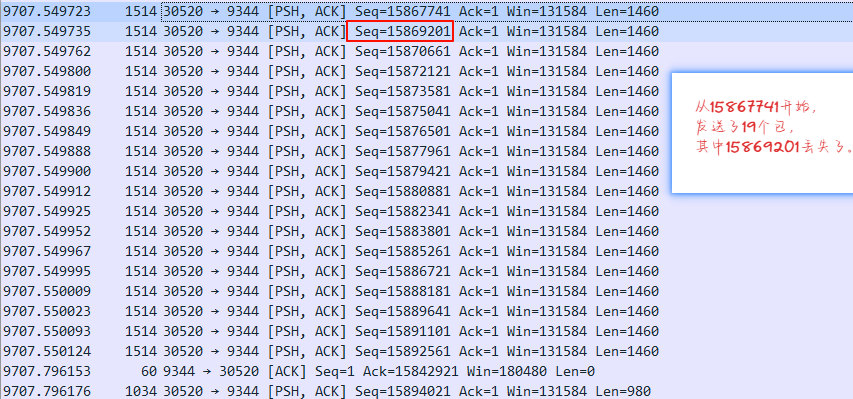 9707.549723 1514 30520 → 9344 [PSH, ACK] Seq=15867741 Ack=1 Win=131584 Len=1460
9707.549735 1514 30520 → 9344 [PSH, ACK] Seq=15869201 Ack=1 Win=131584 Len=1460
9707.549762 1514 30520 → 9344 [PSH, ACK] Seq=15870661 Ack=1 Win=131584 Len=1460
9707.549800 1514 30520 → 9344 [PSH, ACK] Seq=15872121 Ack=1 Win=131584 Len=1460
9707.549819 1514 30520 → 9344 [PSH, ACK] Seq=15873581 Ack=1 Win=131584 Len=1460
9707.549836 1514 30520 → 9344 [PSH, ACK] Seq=15875041 Ack=1 Win=131584 Len=1460
9707.549849 1514 30520 → 9344 [PSH, ACK] Seq=15876501 Ack=1 Win=131584 Len=1460
9707.549888 1514 30520 → 9344 [PSH, ACK] Seq=15877961 Ack=1 Win=131584 Len=1460
9707.549900 1514 30520 → 9344 [PSH, ACK] Seq=15879421 Ack=1 Win=131584 Len=1460
9707.549912 1514 30520 → 9344 [PSH, ACK] Seq=15880881 Ack=1 Win=131584 Len=1460
9707.549925 1514 30520 → 9344 [PSH, ACK] Seq=15882341 Ack=1 Win=131584 Len=1460
9707.549952 1514 30520 → 9344 [PSH, ACK] Seq=15883801 Ack=1 Win=131584 Len=1460
9707.549967 1514 30520 → 9344 [PSH, ACK] Seq=15885261 Ack=1 Win=131584 Len=1460
9707.549995 1514 30520 → 9344 [PSH, ACK] Seq=15886721 Ack=1 Win=131584 Len=1460
9707.550009 1514 30520 → 9344 [PSH, ACK] Seq=15888181 Ack=1 Win=131584 Len=1460
9707.550023 1514 30520 → 9344 [PSH, ACK] Seq=15889641 Ack=1 Win=131584 Len=1460
9707.550093 1514 30520 → 9344 [PSH, ACK] Seq=15891101 Ack=1 Win=131584 Len=1460
9707.550124 1514 30520 → 9344 [PSH, ACK] Seq=15892561 Ack=1 Win=131584 Len=1460
9707.796153 60 9344 → 30520 [ACK] Seq=1 Ack=15842921 Win=180480 Len=0
9707.796176 1034 30520 → 9344 [PSH, ACK] Seq=15894021 Ack=1 Win=131584 Len=980
从15867741开始,
发送了19个包,
其中15869201丢失了。